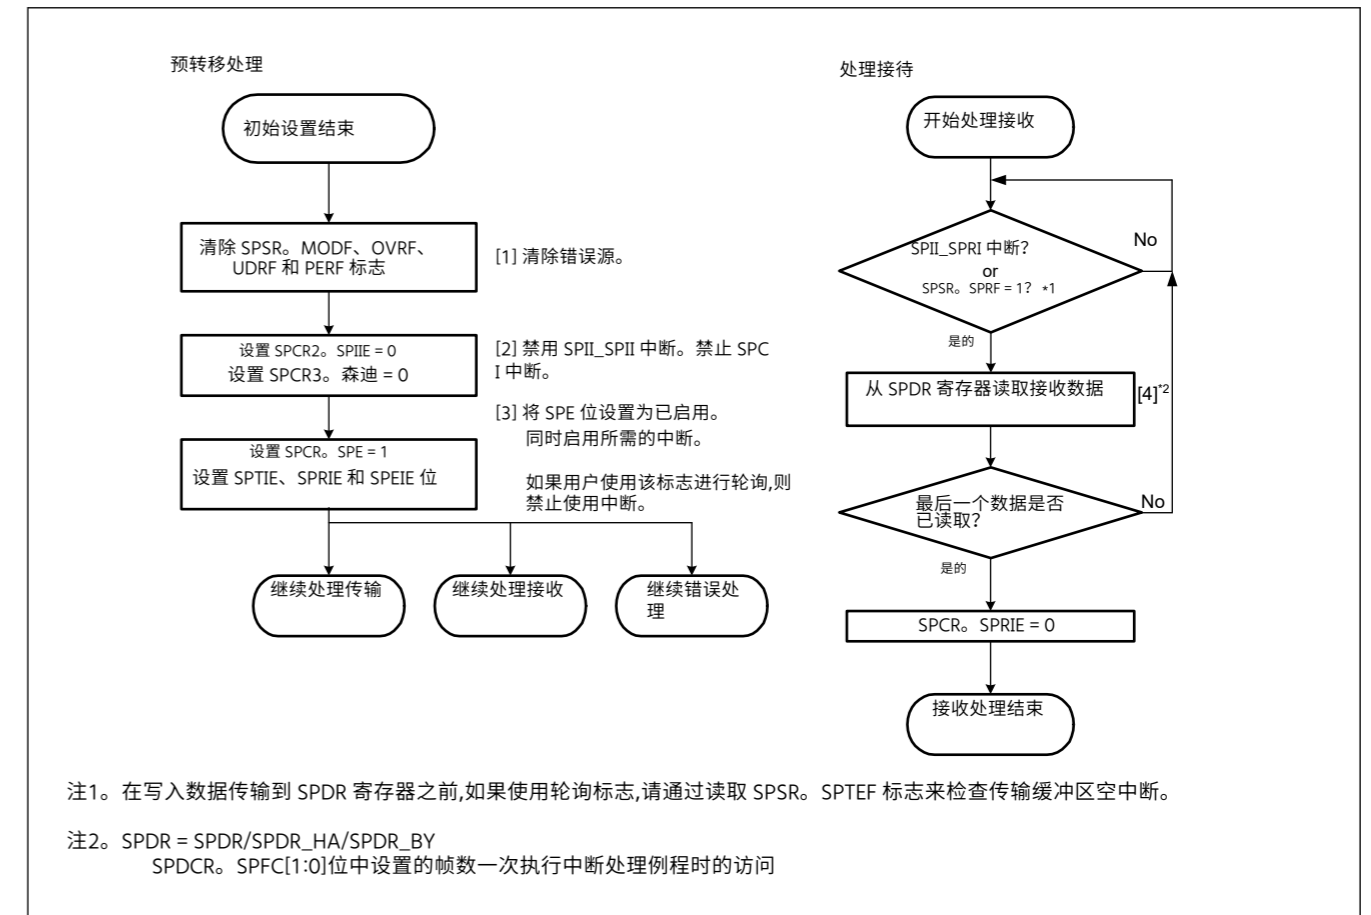 预转移处理
初始设置结束
清除 SPSR。MODF、OVRF、
UDRF 和 PERF 标志
[1] 清除错误源。
设置 SPCR2。SPIIE = 0
设置 SPCR3。森迪 = 0
[2] 禁用 SPII_SPII 中断。禁止 SPC
I 中断。
设置 SPCR。SPE = 1
设置 SPTIE、SPRIE 和 SPEIE 位
[3] 将 SPE 位设置为已启用。
同时启用所需的中断。
如果用户使用该标志进行轮询,则
禁止使用中断。
继续处理传输
继续处理接收
继续错误处
理
处理接待
开始处理接收
SPII_SPRI 中断?
or
SPSR。SPRF = 1? *1
No
是的
从 SPDR 寄存器读取接收数据
[4]*2
最后一个数据是否
已读取?
No
是的
SPCR。SPRIE = 0
接收处理结束
注1。在写入数据传输到 SPDR 寄存器之前,如果使用轮询标志,请通过读取 SPSR。SPTEF 标志来检查传输缓冲区空中断。
注2。SPDR = SPDR/SPDR_HA/SPDR_BY
SPDCR。SPFC[1:0]位中设置的帧数一次执行中断处理例程时的访问